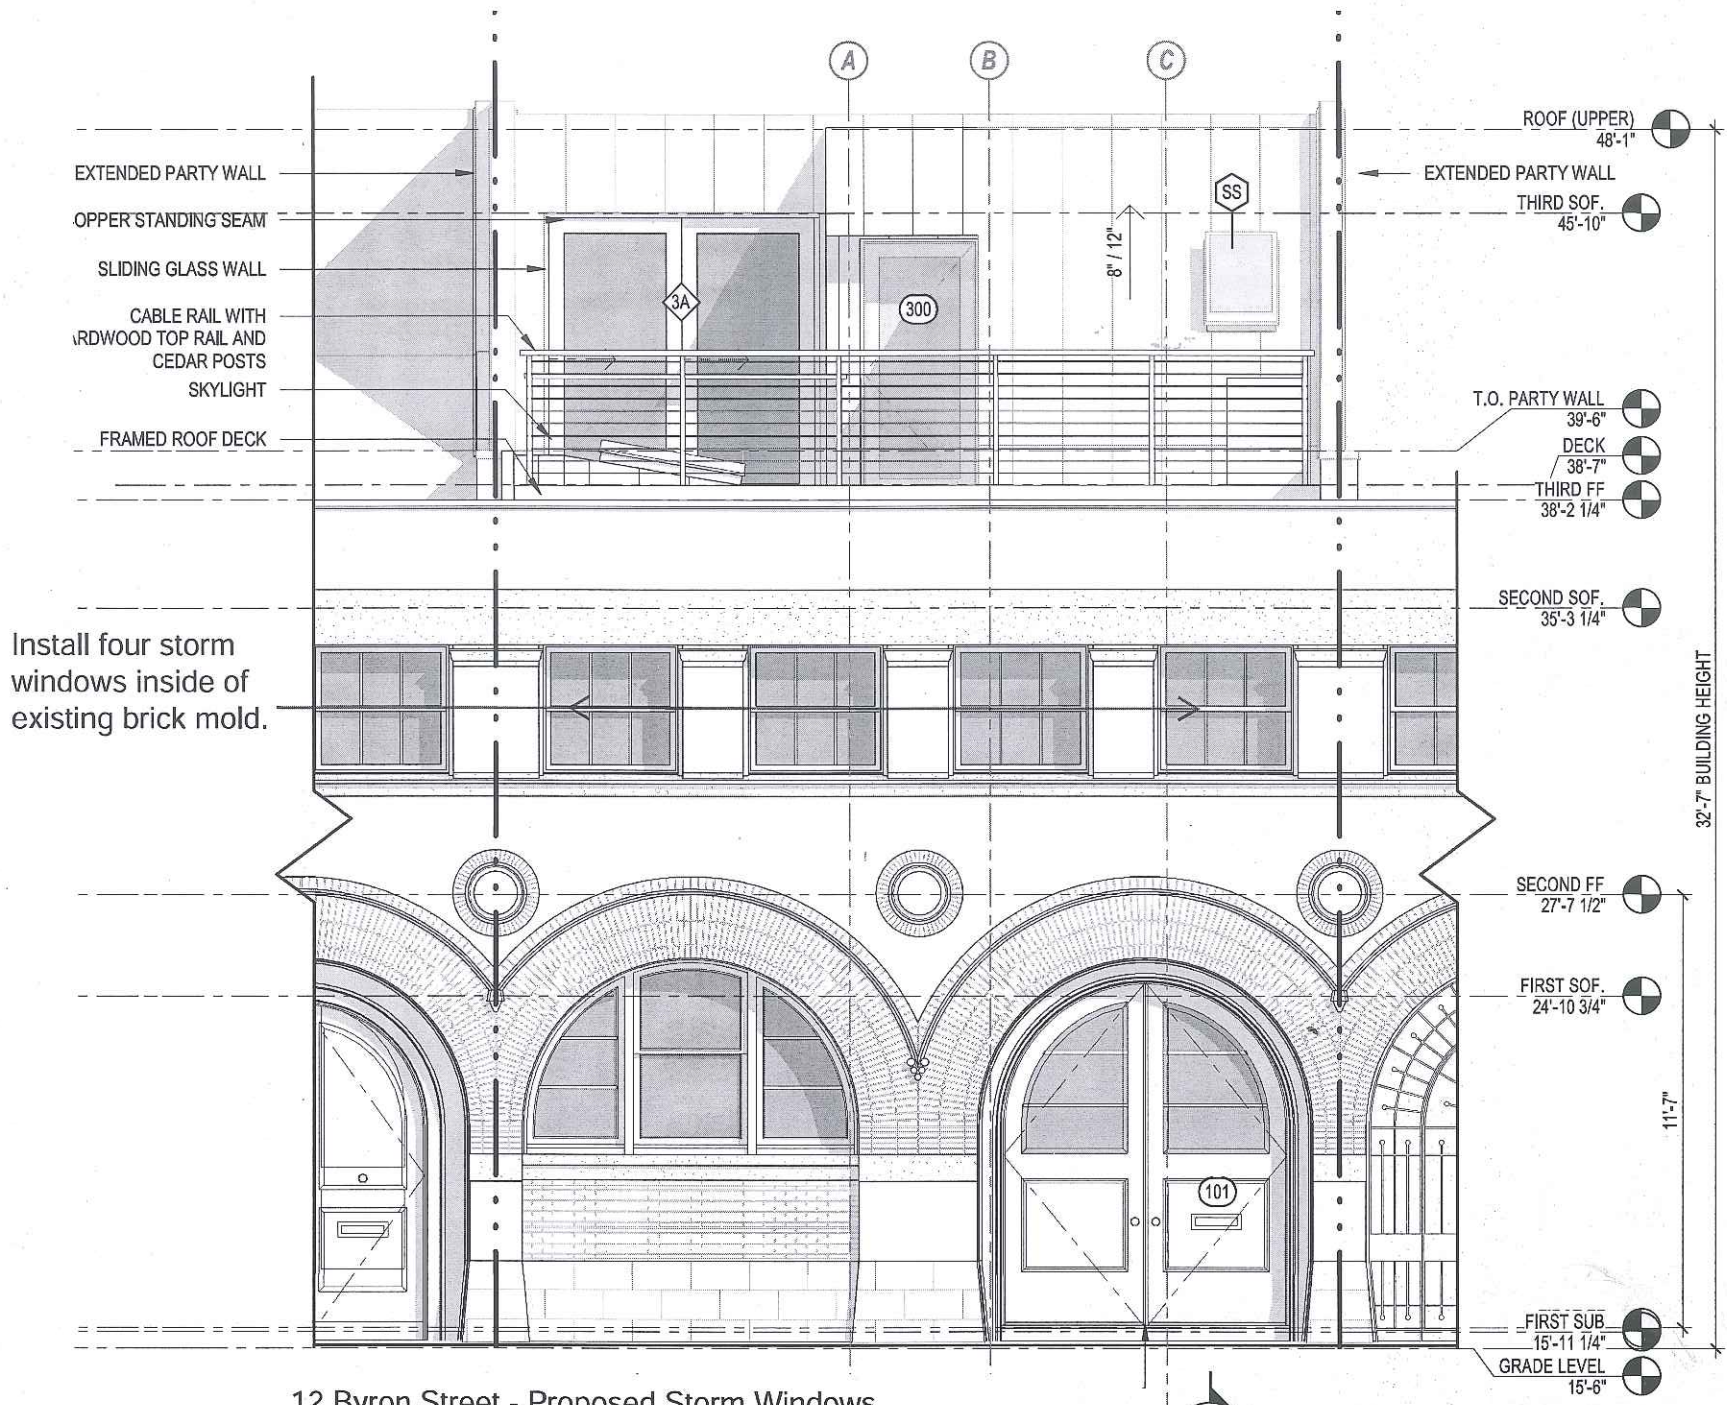 A B C
ROOF (UPPER)
48'-1"
EXTENDED PARTY WALL
EXTENDED PARTY WALL
SS
THIRD SOF.
45'-10"
OPPER STANDING SEAM
8" / 12"
SLIDING GLASS WALL
3A
300
CABLE RAIL WITH
RDWOOD TOP RAIL AND
CEDAR POSTS
SKYLIGHT
T.O. PARTY WALL
39'-6"
FRAMED ROOF DECK
DECK
38'-7"
THIRD FF
38'-2 1/4"
SECOND SOF.
35'-3 1/4"
Install four storm
windows inside of
existing brick mold.
32'-7" BUILDING HEIGHT
SECOND FF
27'-7 1/2"
FIRST SOF.
24'-10 3/4"
11'-7"
101
FIRST SUB
15'-11 1/4"
GRADE LEVEL
15'-6"
12 Byron Street - Proposed Storm Windows